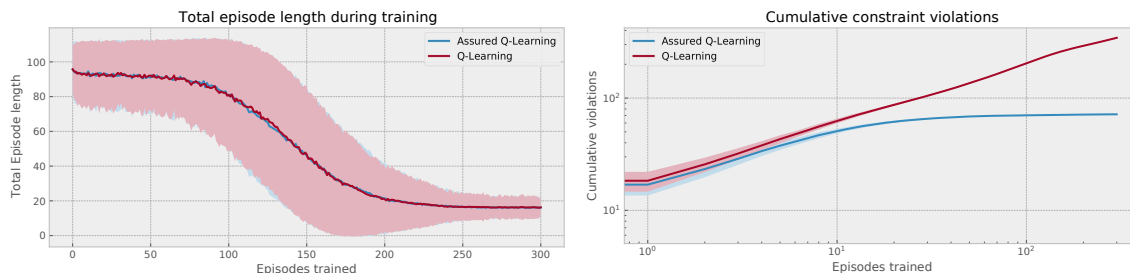 Total episode length during training
Total Episode length
100
80
60
40
20
0
0
50
100
150
200
250
300
Episodes trained
Assured Q-Learning
Q-Learning
Cumulative constraint violations
Cumulative violations
10²
10¹
10⁰
10¹
10²
Episodes trained
Assured Q-Learning
Q-Learning